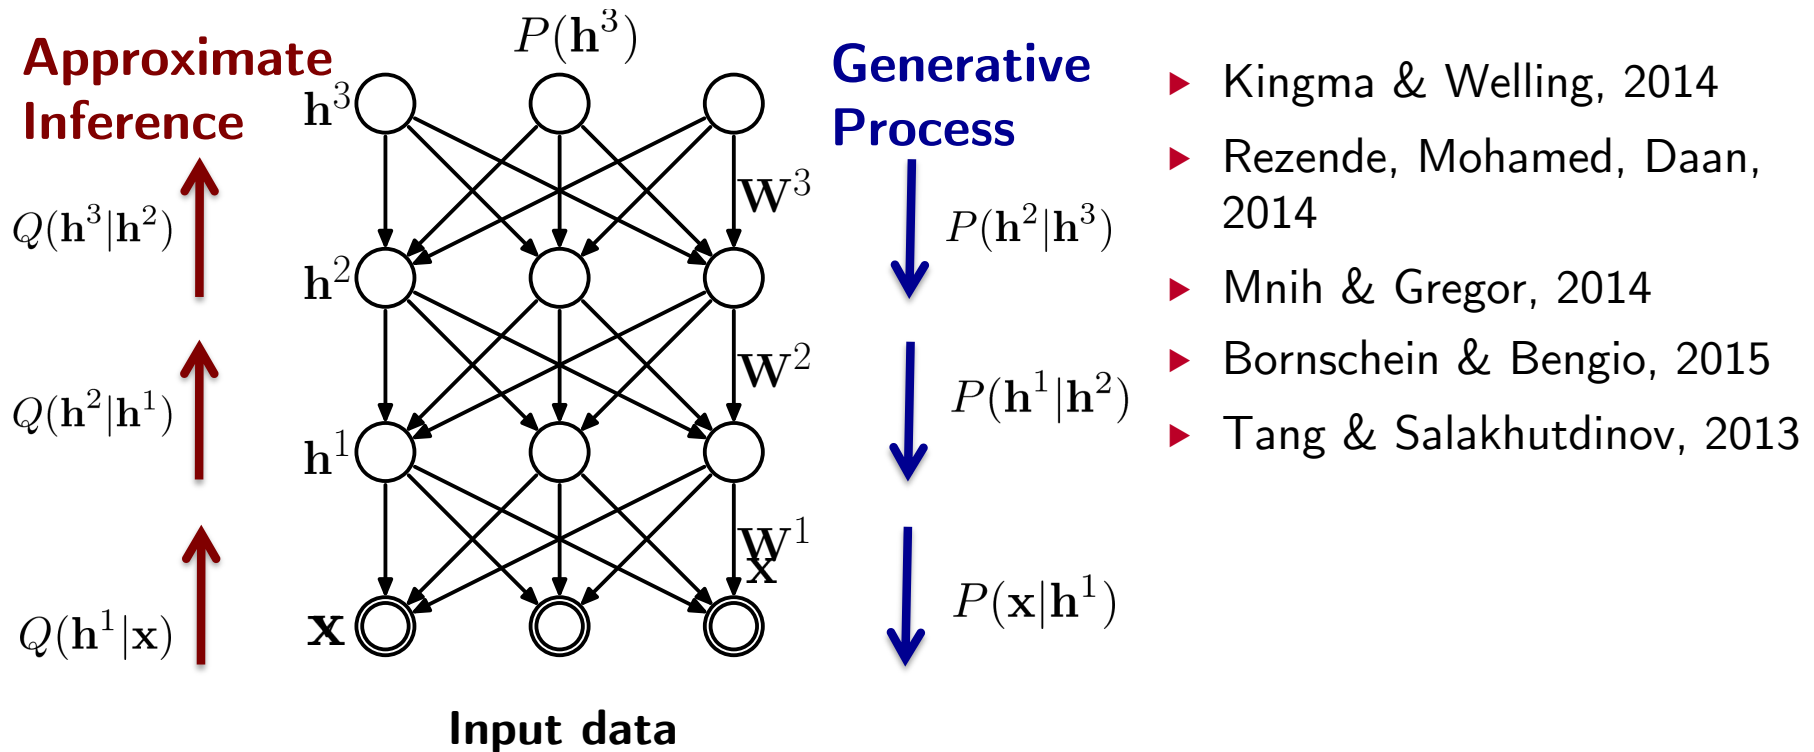 Approximate
Inference
Q(h³|h²)
Q(h²|h¹)
Q(h¹|x)
P(h³)
h³
W³
h²
W²
h¹
W¹
x
x
Input data
Generative
Process
P(h²|h³)
P(h¹|h²)
P(x|h¹)
▶ Kingma & Welling, 2014
▶ Rezende, Mohamed, Daan,
2014
▶ Mnih & Gregor, 2014
▶ Bornschein & Bengio, 2015
▶ Tang & Salakhutdinov, 2013